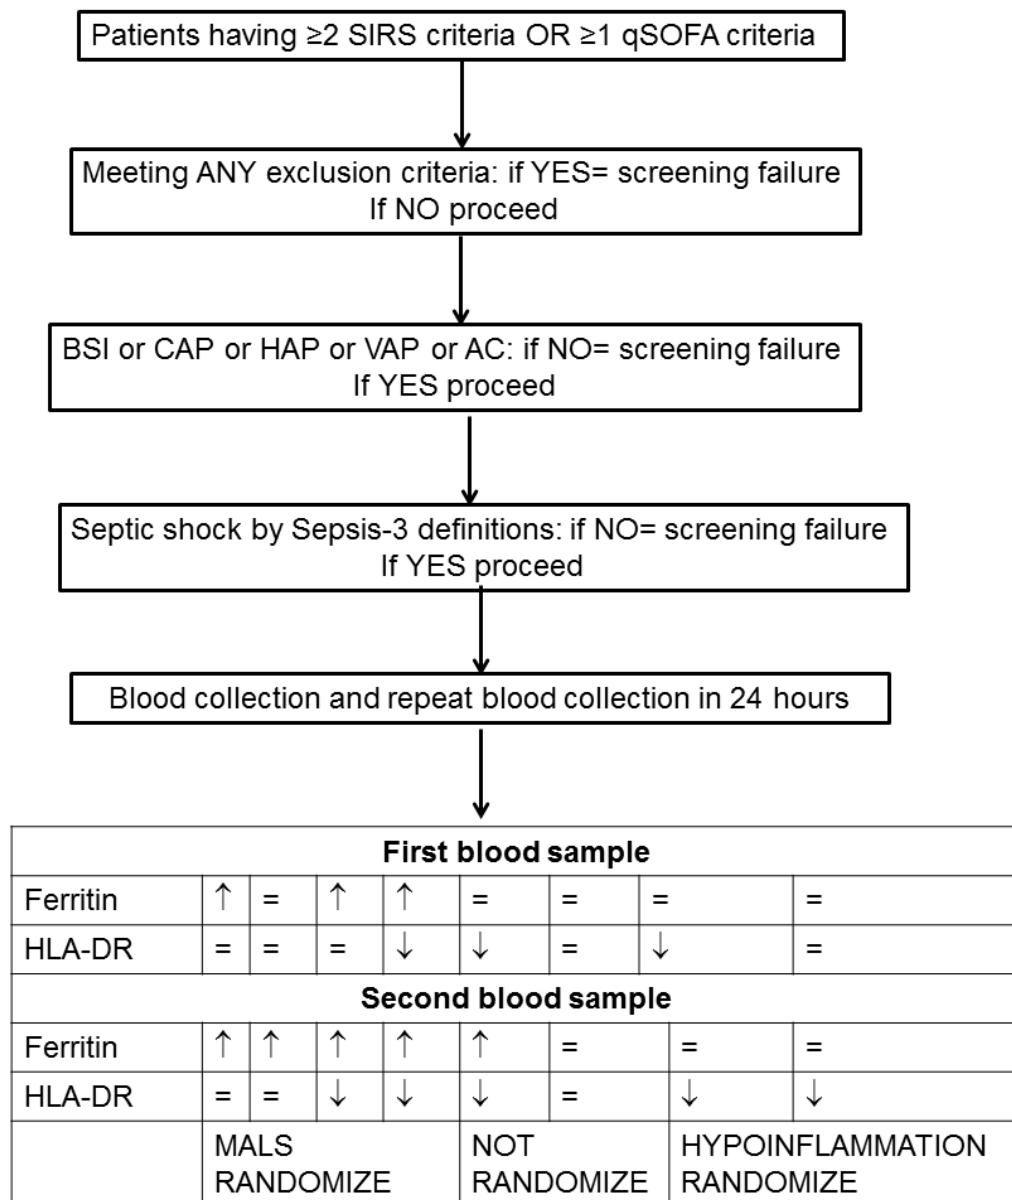 Patients having ≥2 SIRS criteria OR ≥1 qSOFA criteria
Meeting ANY exclusion criteria: if YES= screening failure
If NO proceed
BSI or CAP or HAP or VAP or AC: if NO= screening failure
If YES proceed
Septic shock by Sepsis-3 definitions: if NO= screening failure
If YES proceed
Blood collection and repeat blood collection in 24 hours
First blood sample
Ferritin ↑ = ↑ ↑ = = = =
HLA-DR = = = ↓ ↓ = ↓ =
Second blood sample
Ferritin ↑ ↑ ↑ ↑ ↑ = = =
HLA-DR = = ↓ ↓ ↓ = ↓ ↓
MALS NOT HYPOINFLAMMATION
RANDOMIZE RANDOMIZE RANDOMIZE